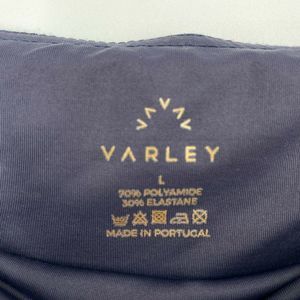 VARLEY
L
70% POLYAMIDE
30% ELASTANE
MADE IN PORTUGAL